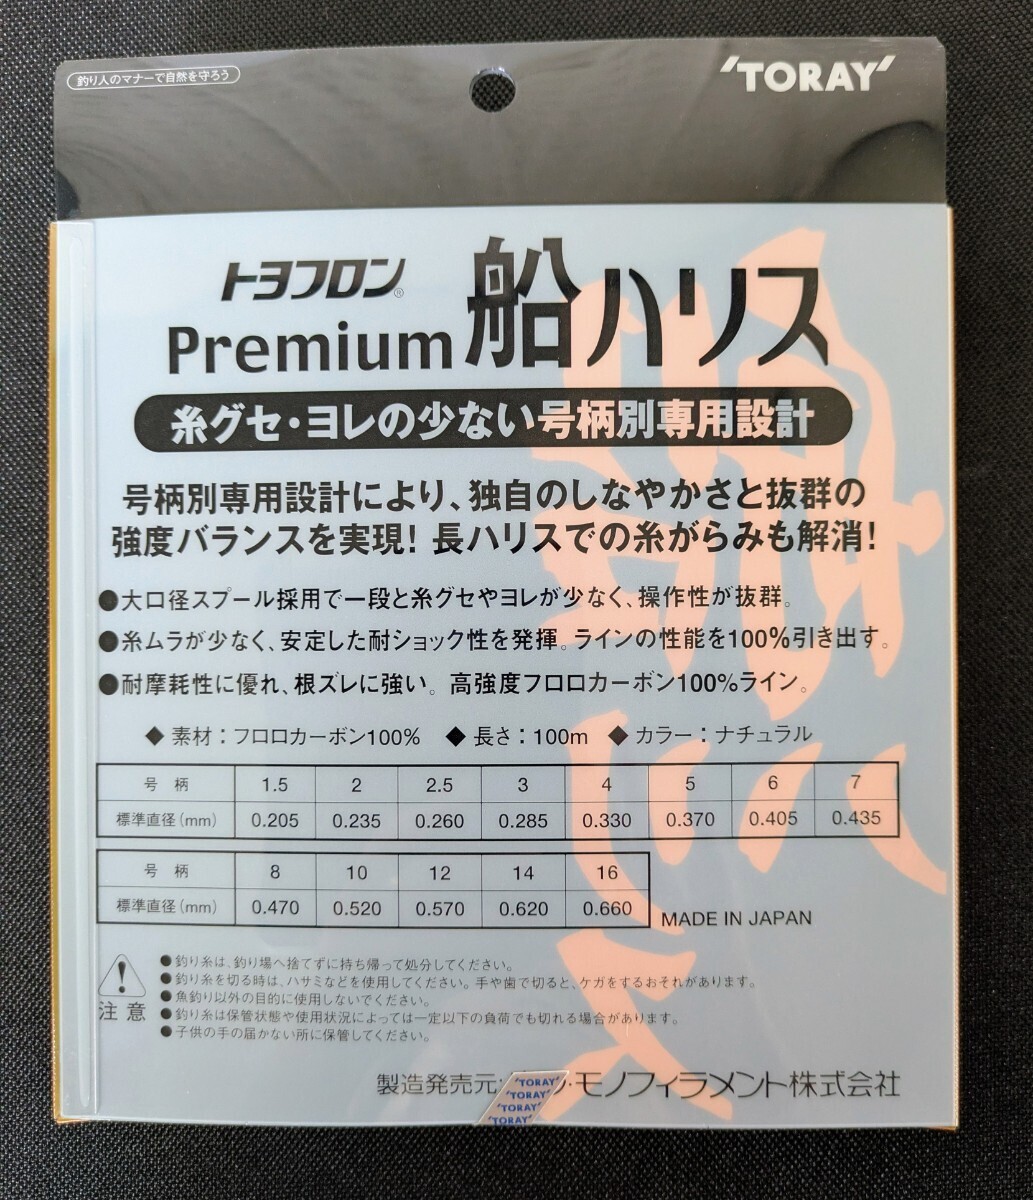 釣り人のマナーで自然を守ろう
'TORAY'
トヨフロン®
Premium 船ハリス
糸グセ・ヨレの少ない号柄別専用設計
号柄別専用設計により、独自のしなやかさと抜群の
強度バランスを実現! 長ハリスでの糸がらみも解消!
●大口径スプール採用で一段と糸グセやヨレが少なく、操作性が抜群。
●糸ムラが少なく、安定した耐ショック性を発揮。ラインの性能を100%引き出す。
●耐摩耗性に優れ、根ズレに強い。高強度フロロカーボン100%ライン。
◆ 素材:フロロカーボン100% ◆ 長さ:100m ◆ カラー:ナチュラル
号 柄 1.5 2 2.5 3 4 5 6 7
標準直径(mm) 0.205 0.235 0.260 0.285 0.330 0.370 0.405 0.435
号 柄 8 10 12 14 16
標準直径(mm) 0.470 0.520 0.570 0.620 0.660
MADE IN JAPAN
注 意
●釣り糸は、釣り場へ捨てずに持ち帰って処分してください。
●釣り糸を切る時は、ハサミなどを使用してください。手や歯で切ると、ケガをするおそれがあります。
●魚釣り以外の目的に使用しないでください。
●釣り糸は保管状態や使用状況によっては一定以下の負荷でも切れる場合があります。
●子供の手の届かない所に保管してください。
製造発売元: ・モノフィラメント株式会社
'TORAY'
'TORAY'
'TORAY'
'TORAY'